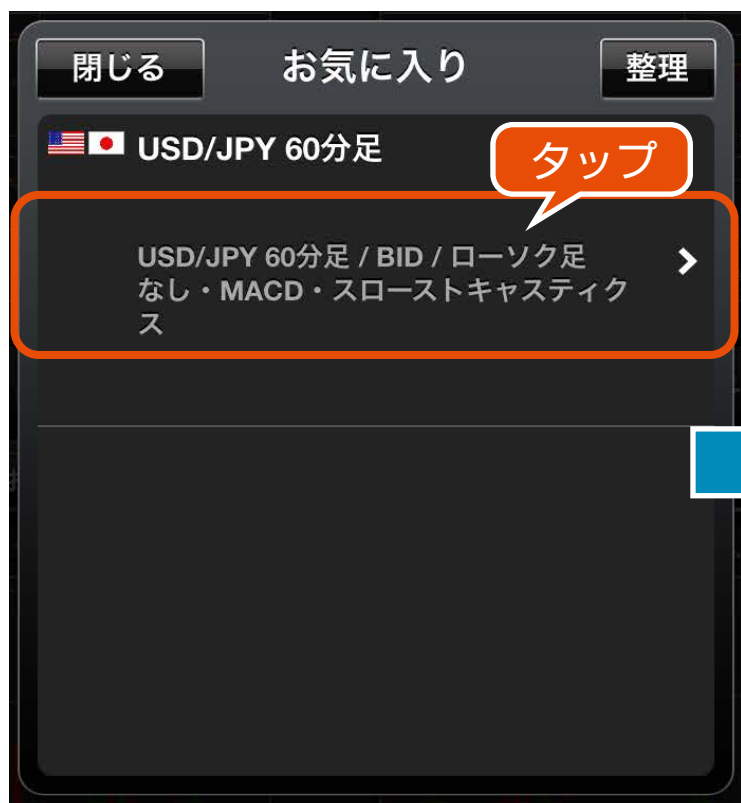 閉じる お気に入り 整理
USD/JPY 60分足
タップ
USD/JPY 60分足 / BID / ローソク足
なし・MACD・スローストキャスティク
ス